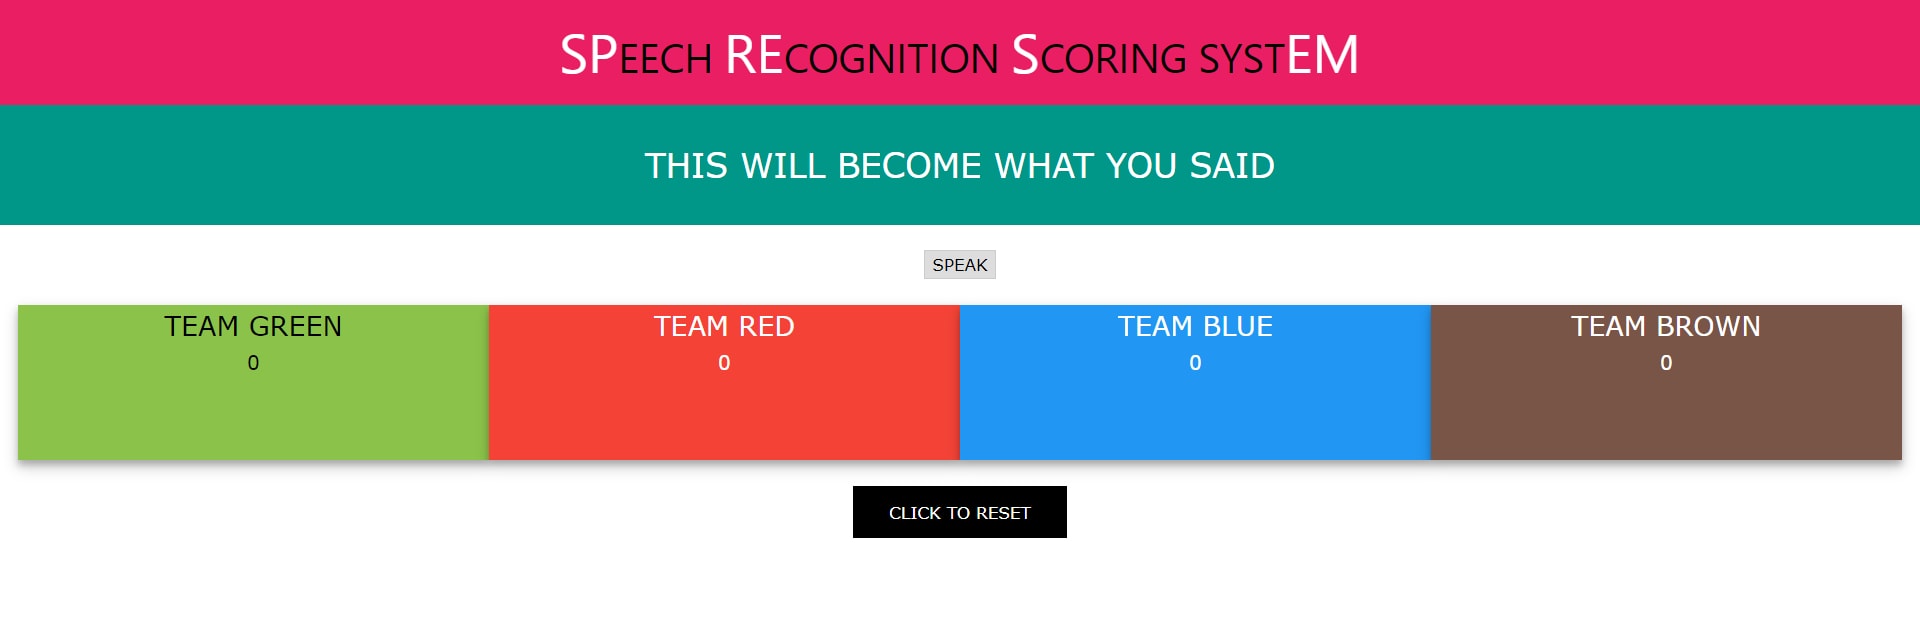 SPEECH RECOGNITION SCORING SYSTEM
THIS WILL BECOME WHAT YOU SAID
SPEAK
TEAM GREEN
0
TEAM RED
0
TEAM BLUE
0
TEAM BROWN
0
CLICK TO RESET